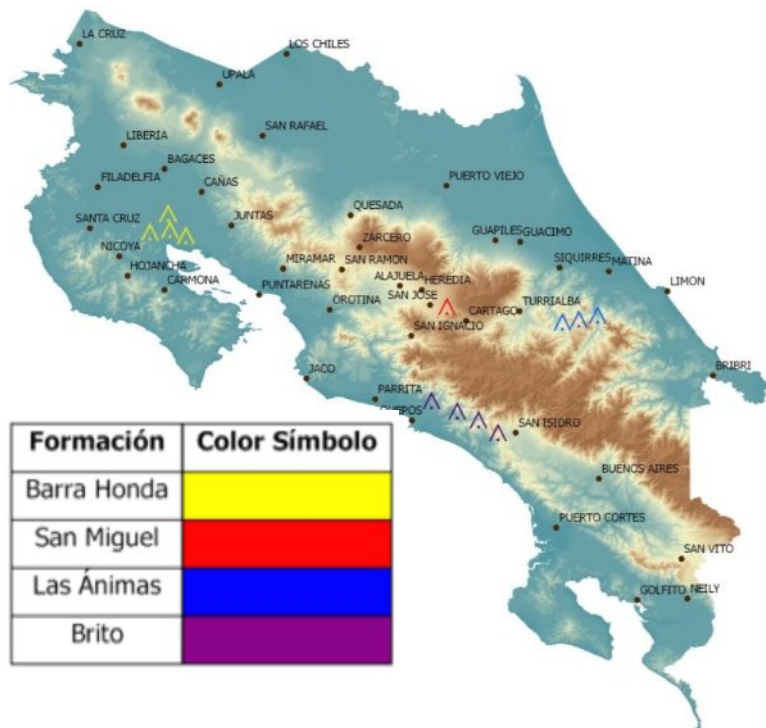 LA CRUZ
LOS CHILES
UPALA
SAN RAFAEL
LIBERIA
BAGACES
FILADELFIA
CAÑAS
PUERTO VIEJO
SANTA CRUZ
JUNTAS
QUESADA
NICOYA
ZARCERO
GUAPILES
GUACIMO
HOJANCHA
MIRAMAR
SAN RAMON
SIQUIRRES
MATINA
CARMONA
PUNTARENAS
ALAJUELA
HEREDIA
LIMON
OROTINA
SAN JOSE
CARTAGO
TURRIALBA
SAN IGNACIO
JACO
BRIBRI
PARRITA
QUEPOS
SAN ISIDRO
BUENOS AIRES
PUERTO CORTES
SAN VITO
GOLFITO
NEILY
Formación Color Símbolo
Barra Honda
San Miguel
Las Ánimas
Brito